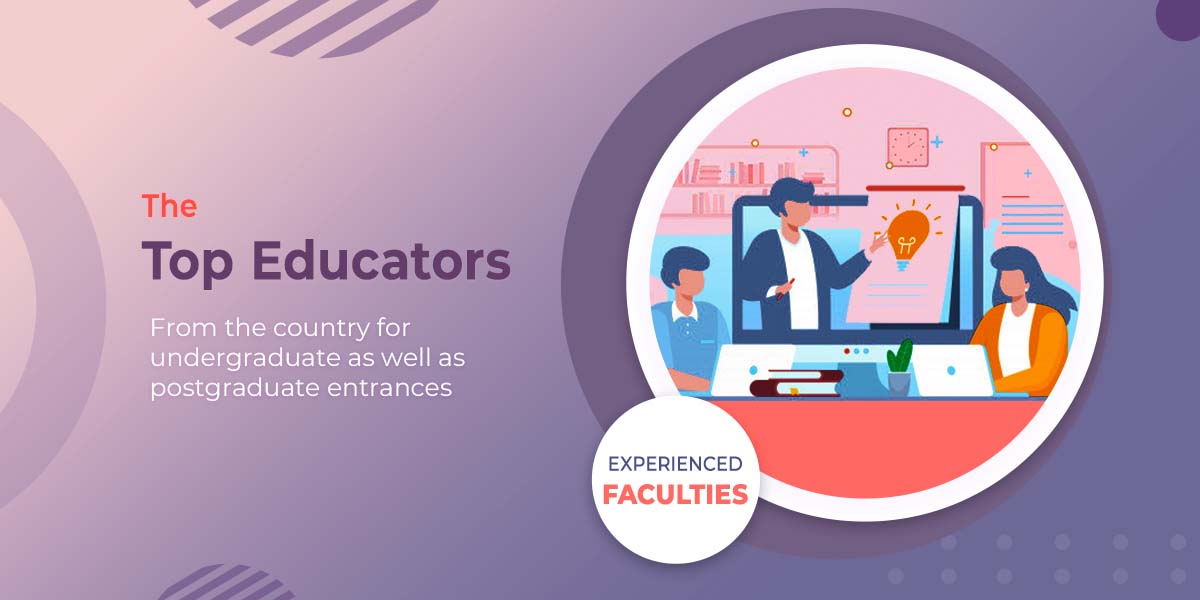 The
Top Educators
From the country for
undergraduate as well as
postgraduate entrances
EXPERIENCED
FACULTIES